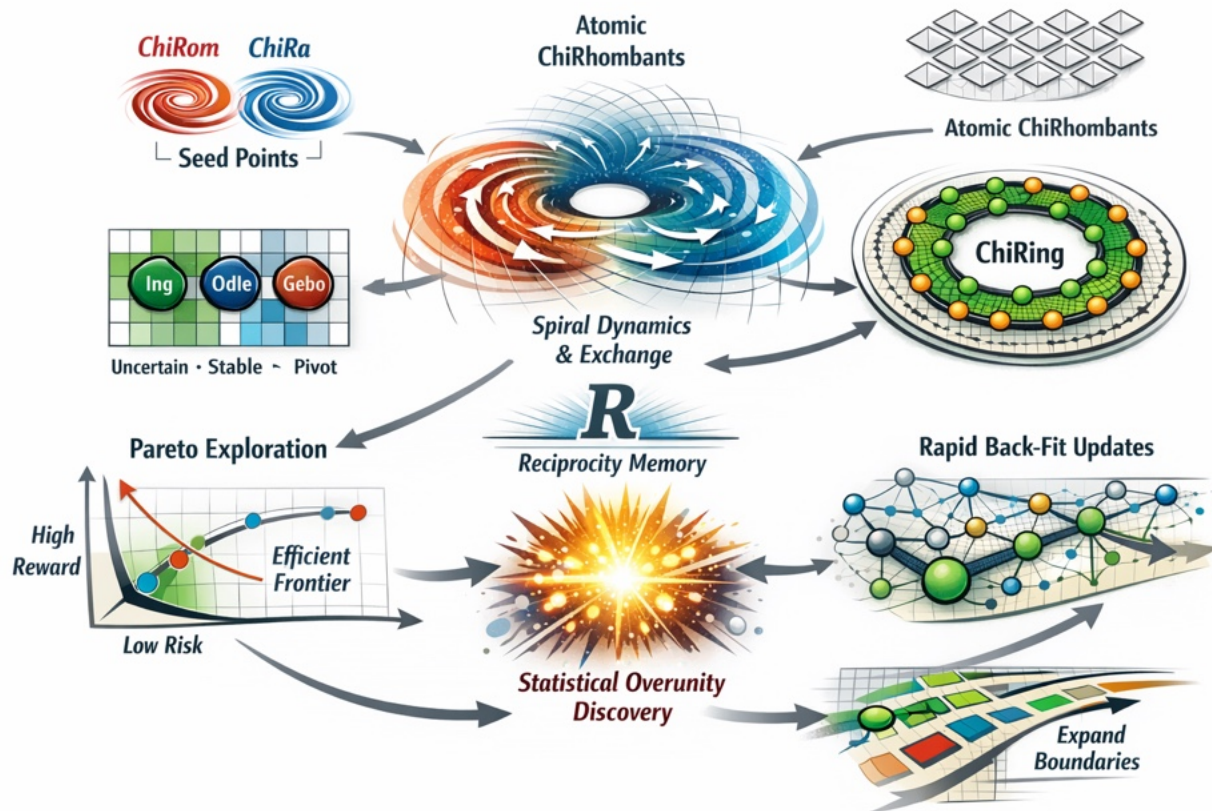 ChiRom
ChiRa
Seed Points
Atomic
ChiRhombants
Atomic ChiRhombants
Ing
Odle
Gebo
Uncertain · Stable ~ Pivot
Spiral Dynamics
& Exchange
ChiRing
R
Reciprocity Memory
Pareto Exploration
High
Reward
Efficient
Frontier
Low Risk
Rapid Back-Fit Updates
Statistical Overunity
Discovery
Expand
Boundaries